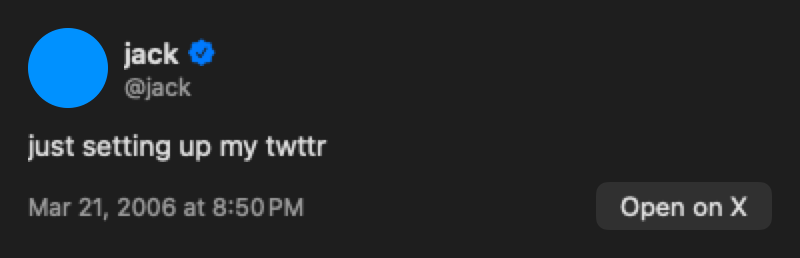 jack
@jack
just setting up my twttr
Mar 21, 2006 at 8:50 PM
Open on X